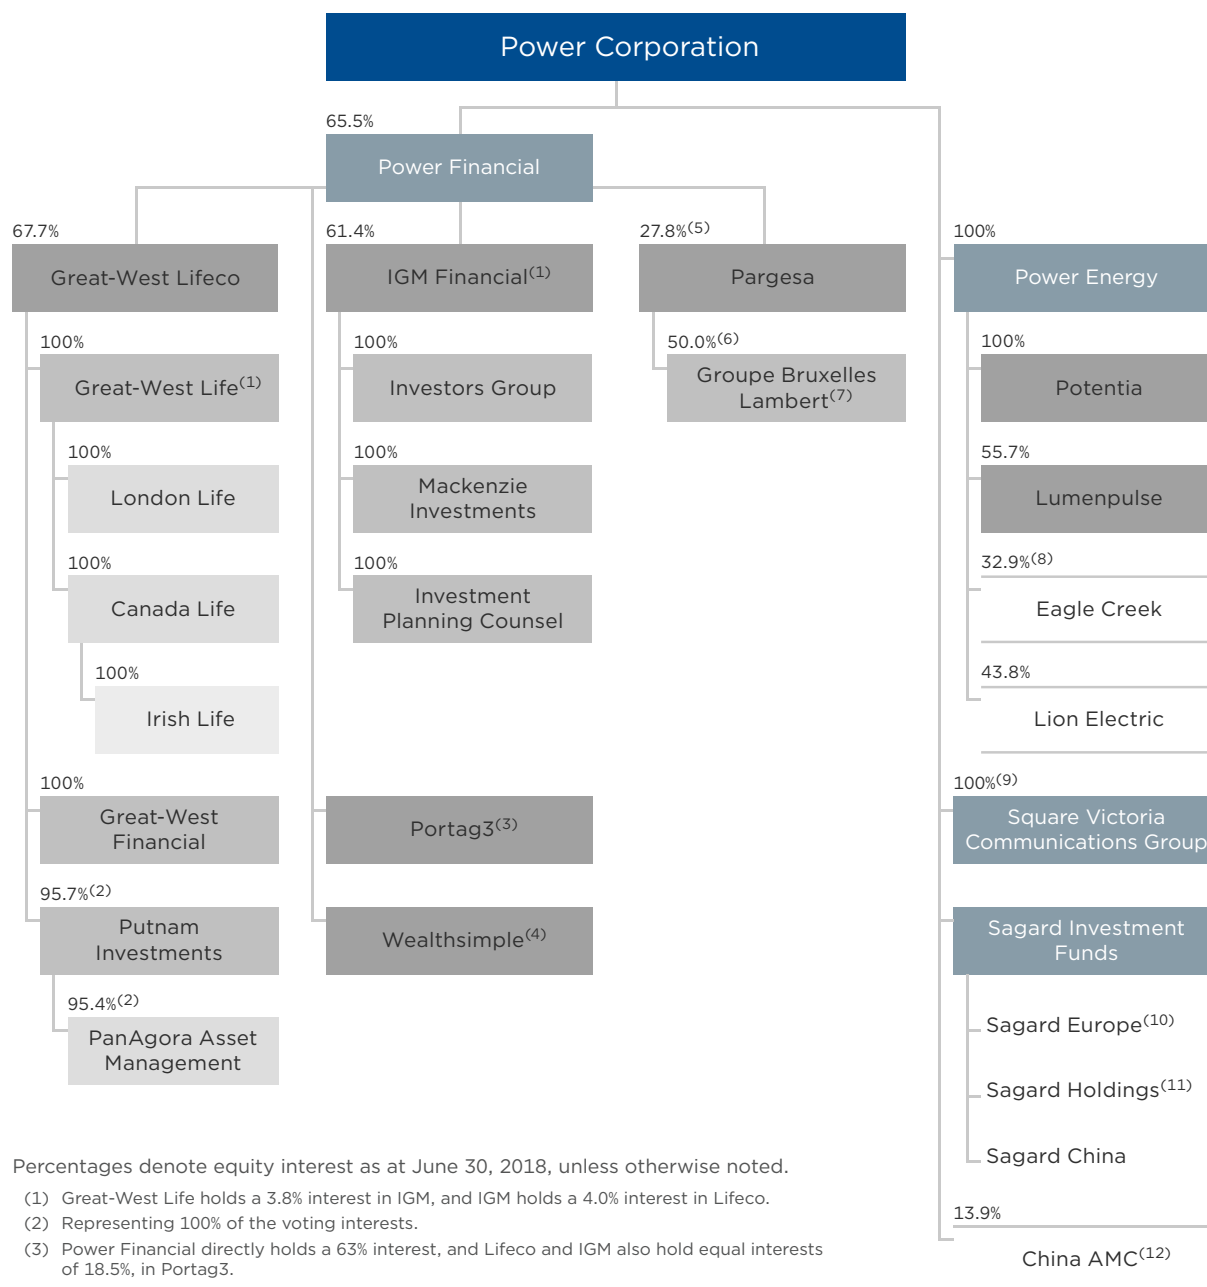 Power Corporation
65.5%
Power Financial
67.7%
Great-West Lifeco
100%
Great-West Life(1)
100%
London Life
100%
Canada Life
100%
Irish Life
100%
Great-West
Financial
95.7%(2)
Putnam
Investments
95.4%(2)
PanAgora Asset
Management
61.4%
IGM Financial(1)
100%
Investors Group
100%
Mackenzie
Investments
100%
Investment
Planning Counsel
Portag3(3)
Wealthsimple(4)
27.8%(5)
Pargesa
50.0%(6)
Groupe Bruxelles
Lambert(7)
100%
Power Energy
100%
Potentia
55.7%
Lumenpulse
32.9%(8)
Eagle Creek
43.8%
Lion Electric
100%(9)
Square Victoria
Communications Group
Sagard Investment
Funds
Sagard Europe(10)
Sagard Holdings(11)
Sagard China
13.9%
China AMC(12)
Percentages denote equity interest as at June 30, 2018, unless otherwise noted.
(1) Great-West Life holds a 3.8% interest in IGM, and IGM holds a 4.0% interest in Lifeco.
(2) Representing 100% of the voting interests.
(3) Power Financial directly holds a 63% interest, and Lifeco and IGM also hold equal interests
of 18.5%, in Portag3.